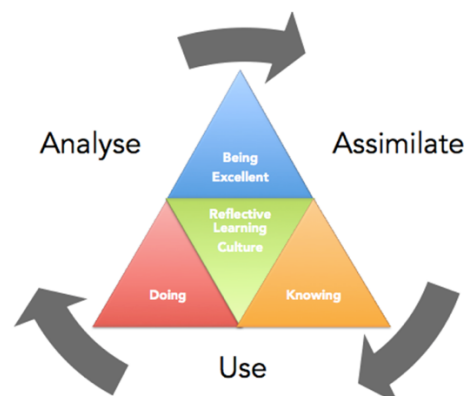 Analyse
Assimilate
Being
Excellent
Reflective
Learning
Culture
Doing
Knowing
Use